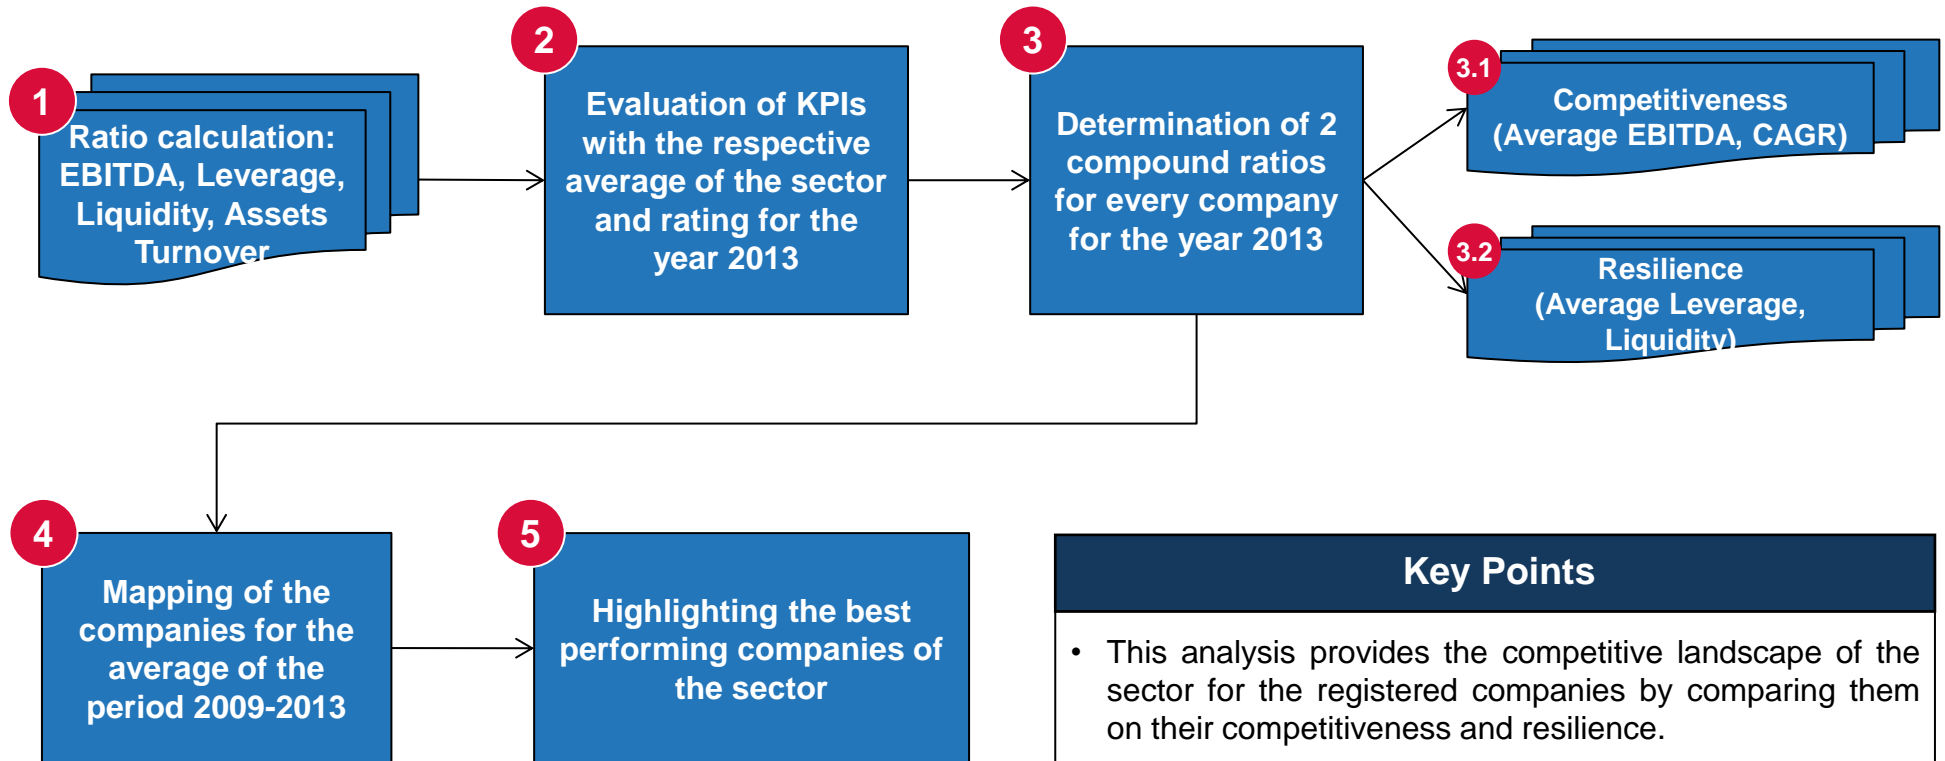 1
Ratio calculation:
EBITDA, Leverage,
Liquidity, Assets
Turnover
2
Evaluation of KPIs
with the respective
average of the sector
and rating for the
year 2013
3
Determination of 2
compound ratios
for every company
for the year 2013
3.1
Competitiveness
(Average EBITDA, CAGR)
3.2
Resilience
(Average Leverage,
Liquidity)
4
Mapping of the
companies for the
average of the
period 2009-2013
5
Highlighting the best
performing companies of
the sector
Key Points
• This analysis provides the competitive landscape of the
sector for the registered companies by comparing them
on their competitiveness and resilience.